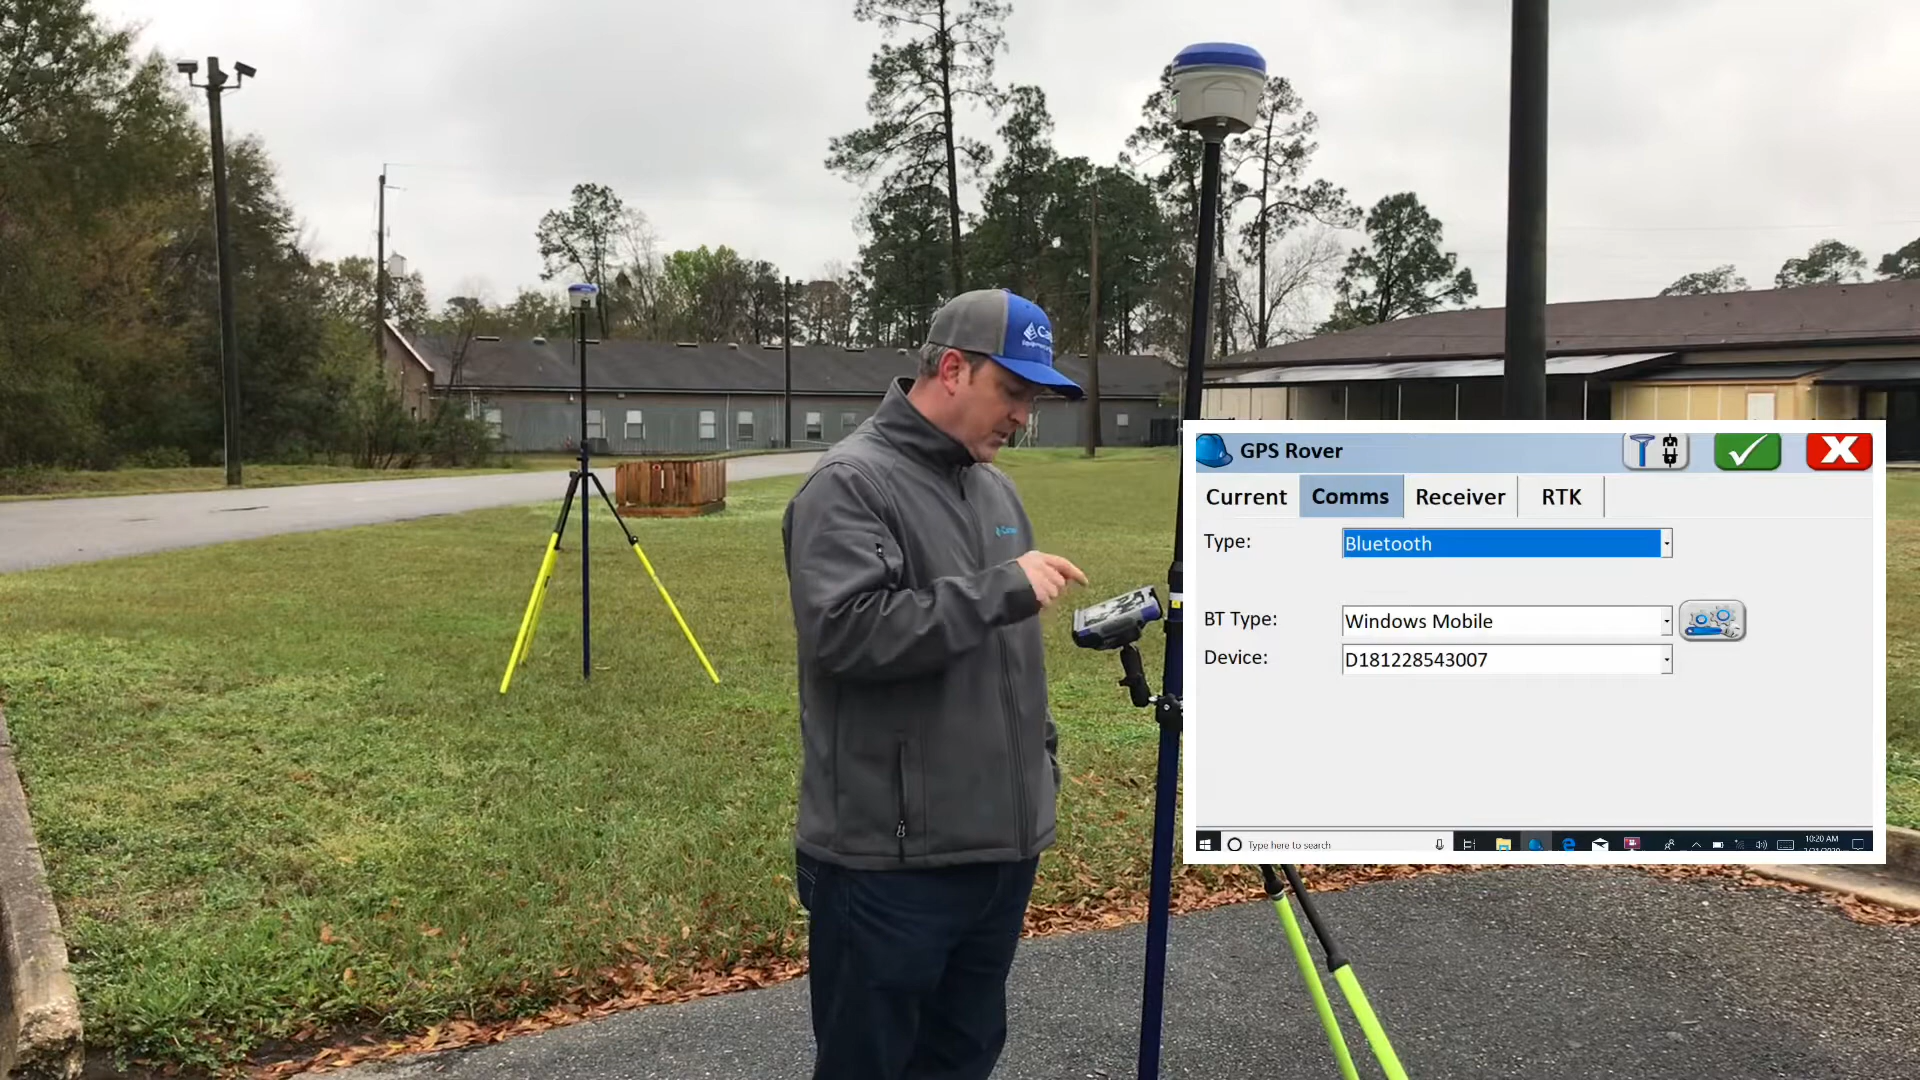 GPS Rover
Current Comms Receiver RTK
Type: Bluetooth
BT Type: Windows Mobile
Device: D181228543007
Type here to search
10:20 AM